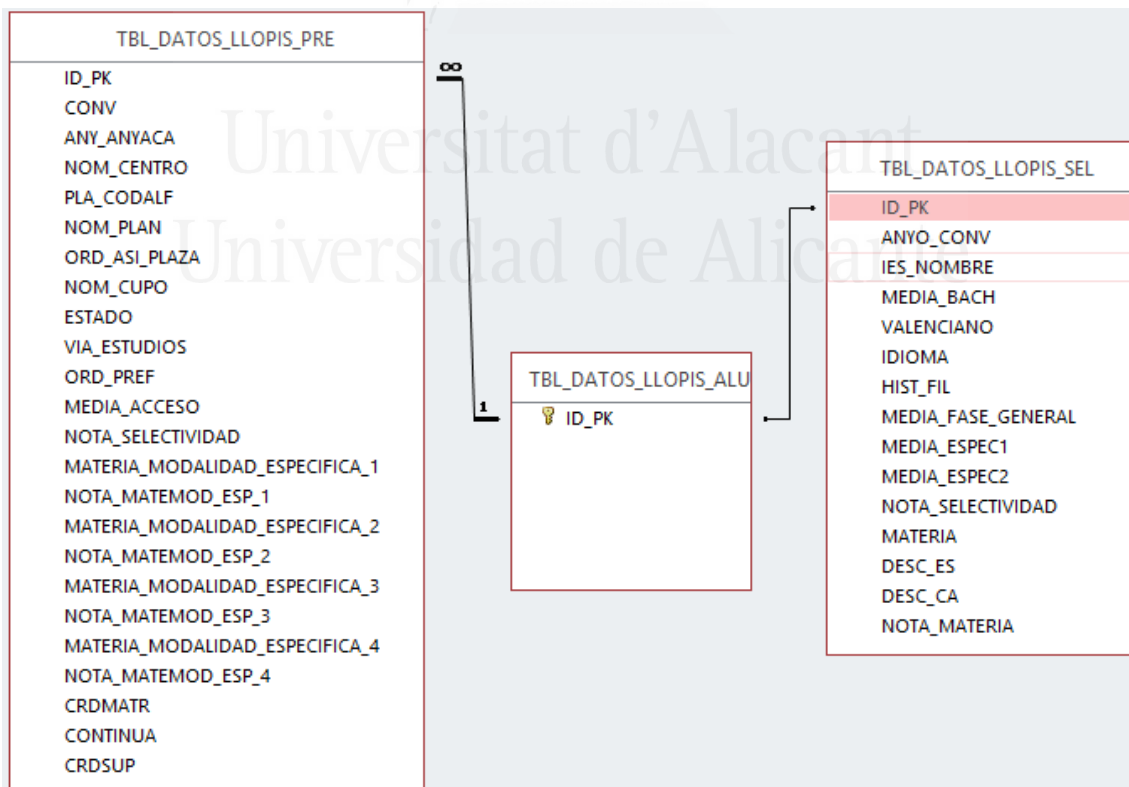 TBL_DATOS_LLOPIS_PRE
ID_PK
CONV
ANY_ANYACA
NOM_CENTRO
PLA_CODALF
NOM_PLAN
ORD_ASI_PLAZA
NOM_CUPO
ESTADO
VIA_ESTUDIOS
ORD_PREF
MEDIA_ACCESO
NOTA_SELECTIVIDAD
MATERIA_MODALIDAD_ESPECIFICA_1
NOTA_MATEMOD_ESP_1
MATERIA_MODALIDAD_ESPECIFICA_2
NOTA_MATEMOD_ESP_2
MATERIA_MODALIDAD_ESPECIFICA_3
NOTA_MATEMOD_ESP_3
MATERIA_MODALIDAD_ESPECIFICA_4
NOTA_MATEMOD_ESP_4
CRDMATR
CONTINUA
CRDSUP
∞
1
TBL_DATOS_LLOPIS_ALU
ID_PK
TBL_DATOS_LLOPIS_SEL
ID_PK
ANYO_CONV
IES_NOMBRE
MEDIA_BACH
VALENCIANO
IDIOMA
HIST_FIL
MEDIA_FASE_GENERAL
MEDIA_ESPEC1
MEDIA_ESPEC2
NOTA_SELECTIVIDAD
MATERIA
DESC_ES
DESC_CA
NOTA_MATERIA
Universitat d'Alacant
Universidad de Alicante